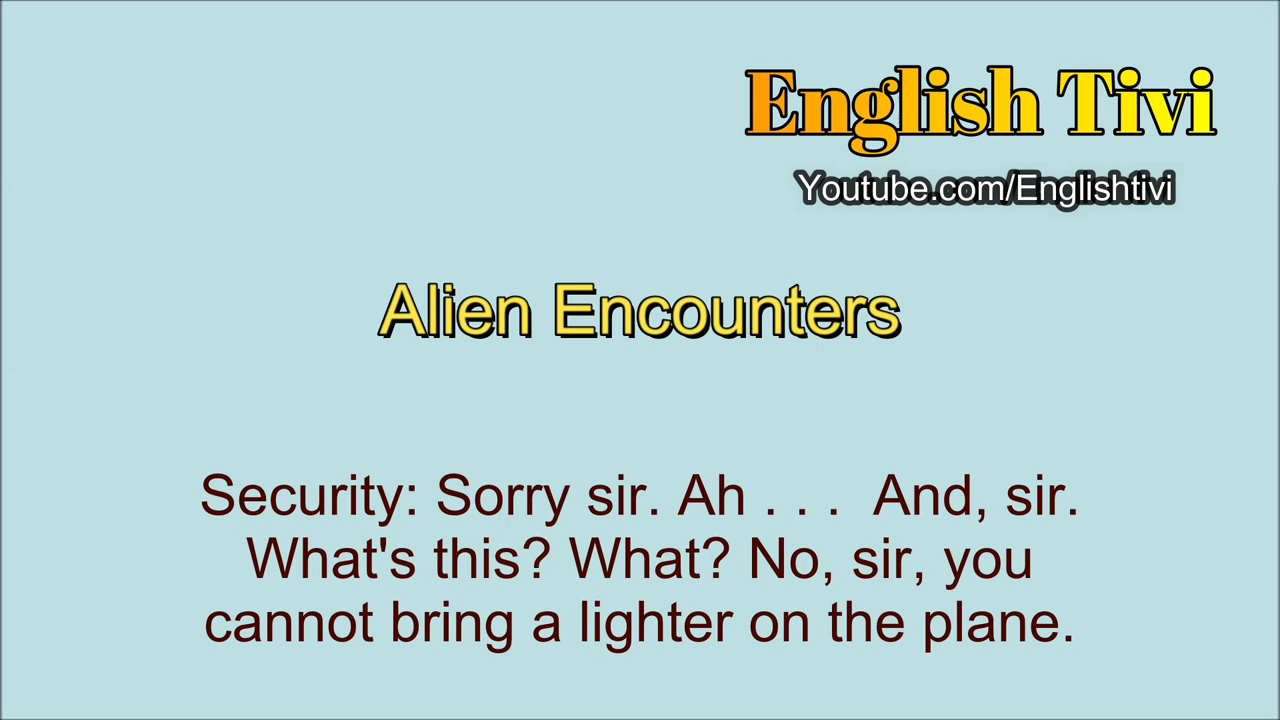 English Tivi
Youtube.com/Englishtivi
Alien Encounters
Security: Sorry sir. Ah . . .  And, sir.
What's this? What? No, sir, you
cannot bring a lighter on the plane.